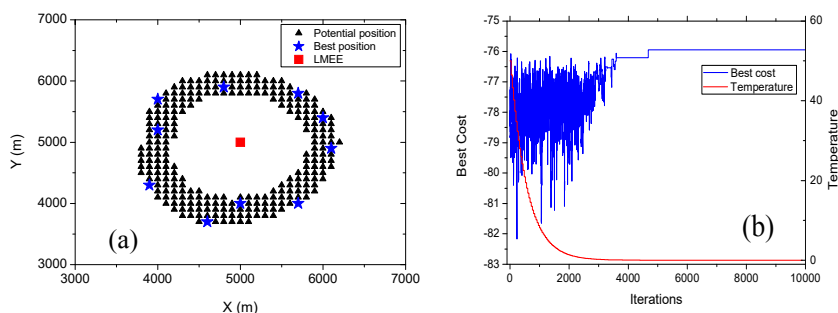 7000
6000
5000
4000
3000
3000 4000 5000 6000 7000
Y (m)
X (m)
Potential position
Best position
LMEE
(a)
-75
-76
-77
-78
-79
-80
-81
-82
-83
0 2000 4000 6000 8000 10000
60
40
20
0
Best Cost
Temperature
Iterations
Best cost
Temperature
(b)